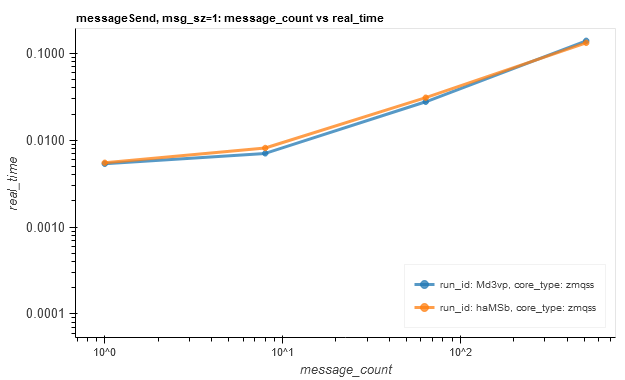 messageSend, msg_sz=1: message_count vs real_time
0.1000
0.0100
0.0010
0.0001
real_time
run_id: Md3vp, core_type: zmqss
run_id: haMSb, core_type: zmqss
10^0
10^1
10^2
message_count